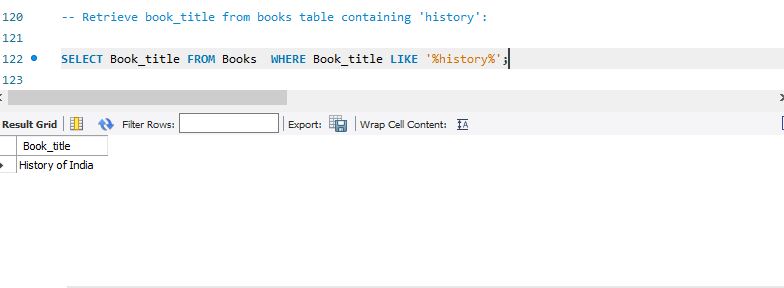 120 -- Retrieve book_title from books table containing 'history':
121
122 SELECT Book_title FROM Books  WHERE Book_title LIKE '%history%';
123
Result Grid Filter Rows: Export: Wrap Cell Content:
Book_title
History of India